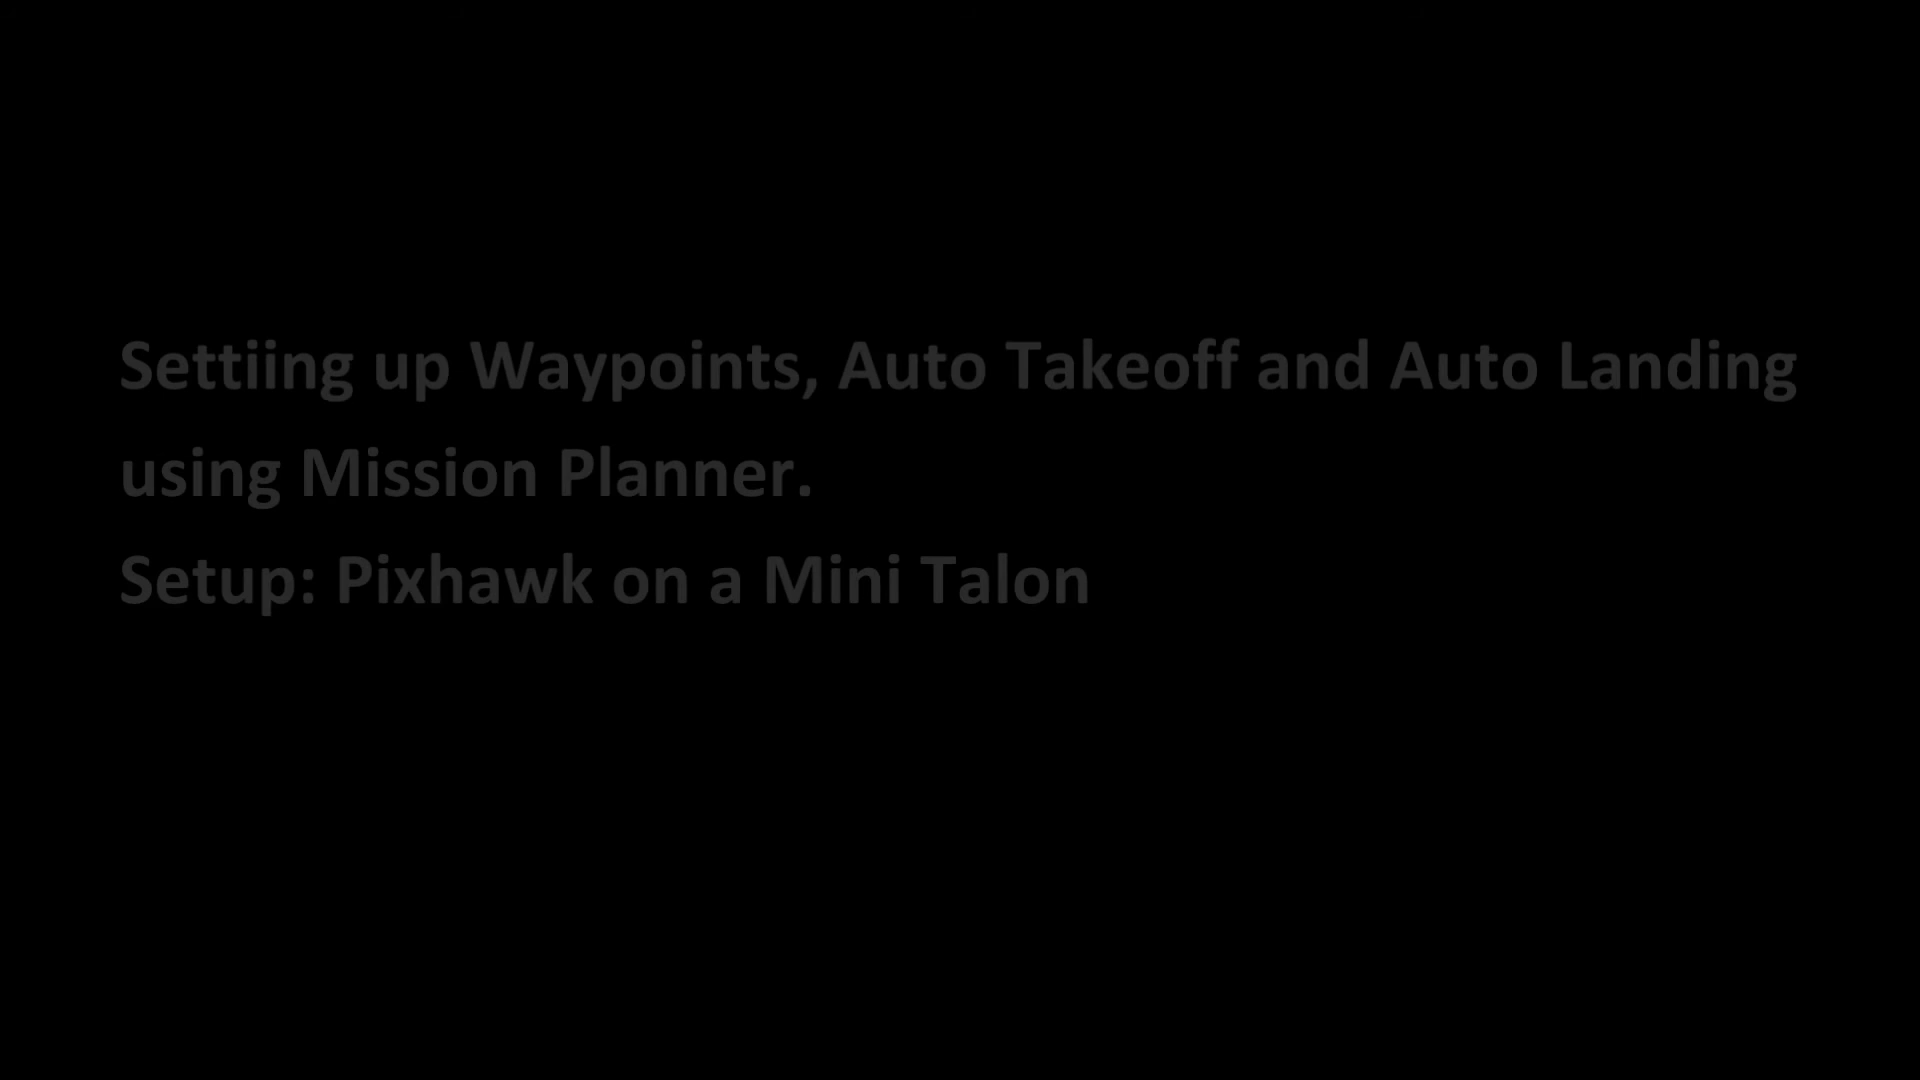 Settiing up Waypoints, Auto Takeoff and Auto Landing
using Mission Planner.
Setup: Pixhawk on a Mini Talon